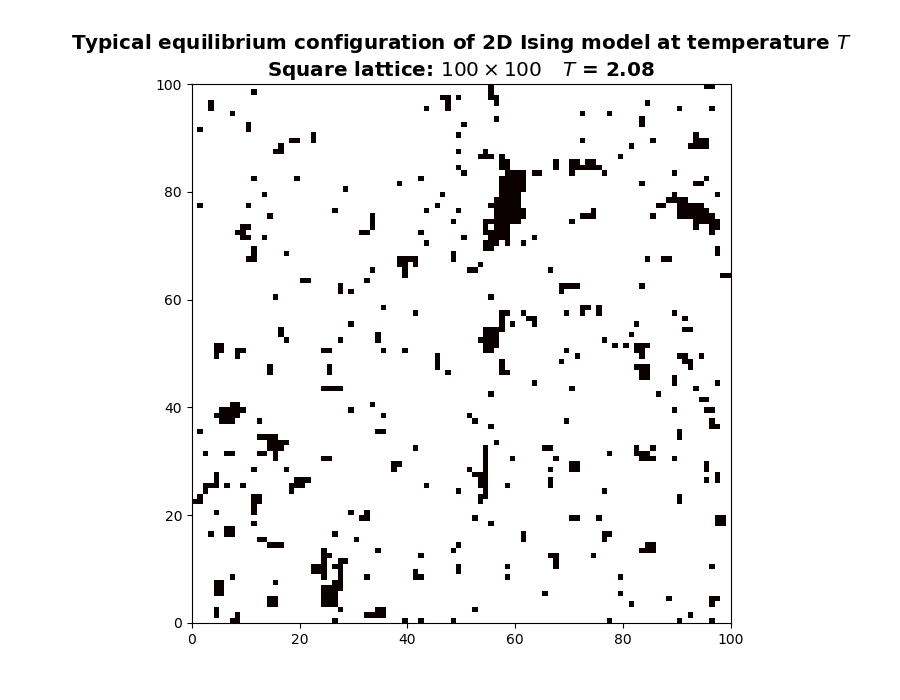 Typical equilibrium configuration of 2D Ising model at temperature T
Square lattice: 100 × 100 T = 2.08
100
80
60
40
20
0
0 20 40 60 80 100